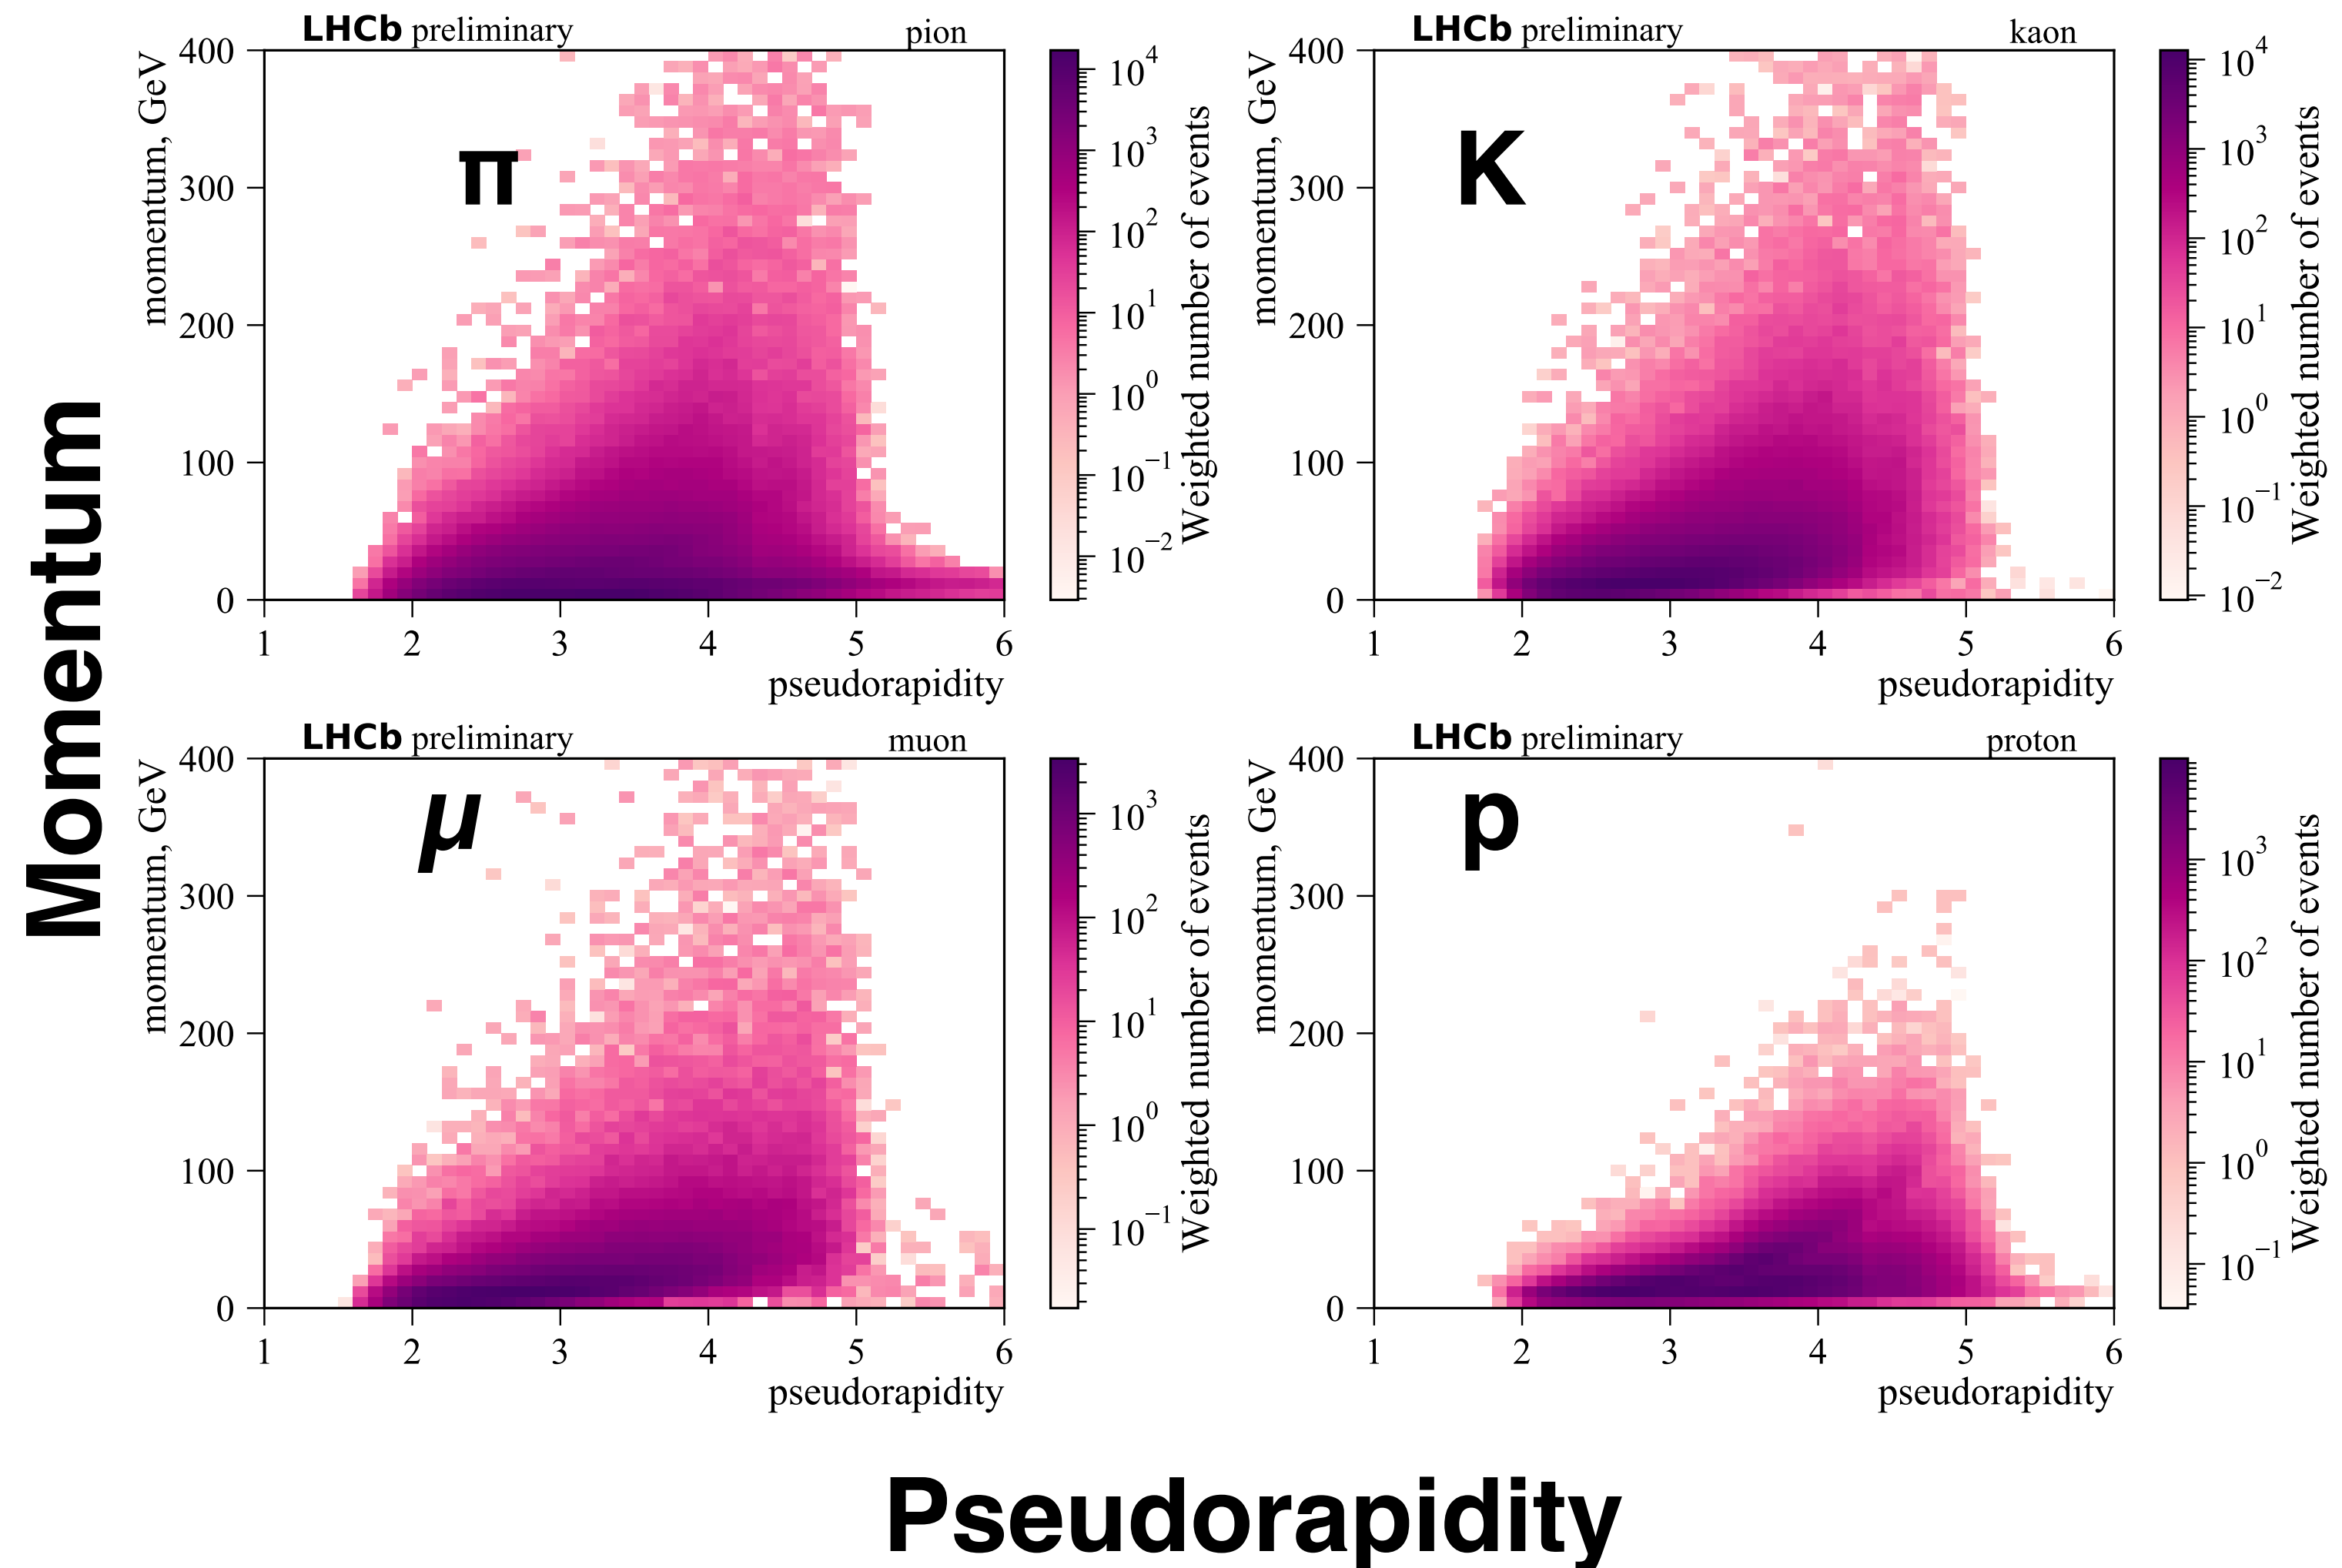 LHCb preliminary pion
400
300
200
100
0
momentum, GeV
π
1 2 3 4 5 6
pseudorapidity
10^4
10^3
10^2
10^1
10^0
10^−1
10^−2
Weighted number of events
LHCb preliminary kaon
400
300
200
100
0
momentum, GeV
K
1 2 3 4 5 6
pseudorapidity
10^4
10^3
10^2
10^1
10^0
10^−1
10^−2
Weighted number of events
Momentum
LHCb preliminary muon
400
300
200
100
0
momentum, GeV
μ
1 2 3 4 5 6
pseudorapidity
10^3
10^2
10^1
10^0
10^−1
Weighted number of events
LHCb preliminary proton
400
300
200
100
0
momentum, GeV
p
1 2 3 4 5 6
pseudorapidity
10^3
10^2
10^1
10^0
10^−1
Weighted number of events
Pseudorapidity